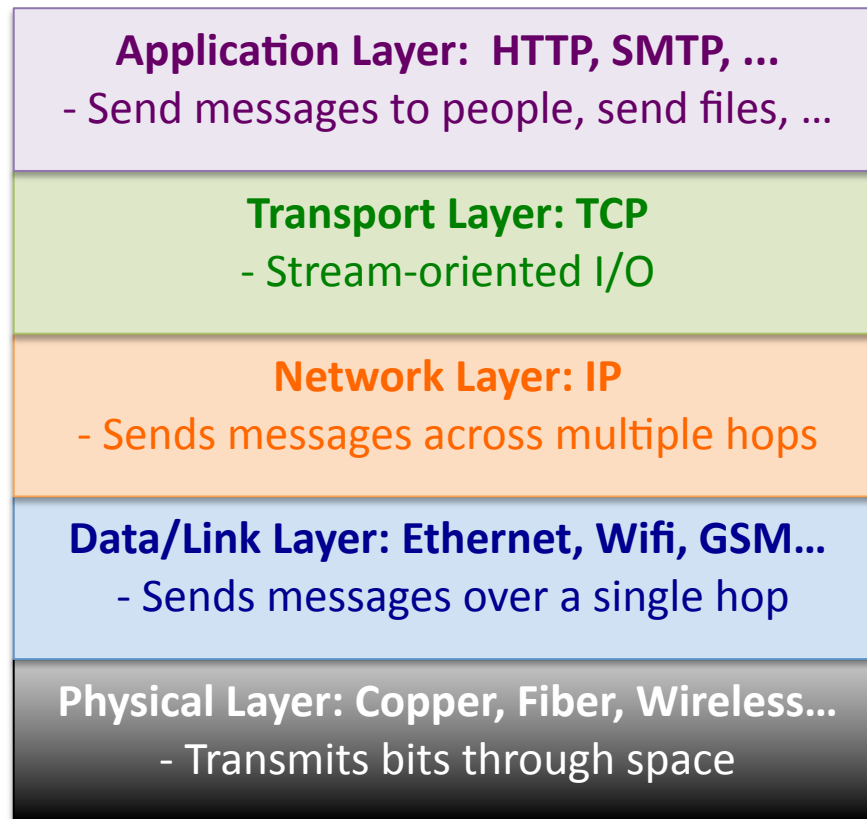 Application Layer:  HTTP, SMTP, ...
- Send messages to people, send files, …
Transport Layer: TCP
- Stream-oriented I/O
Network Layer: IP
- Sends messages across multiple hops
Data/Link Layer: Ethernet, Wifi, GSM…
- Sends messages over a single hop
Physical Layer: Copper, Fiber, Wireless…
- Transmits bits through space